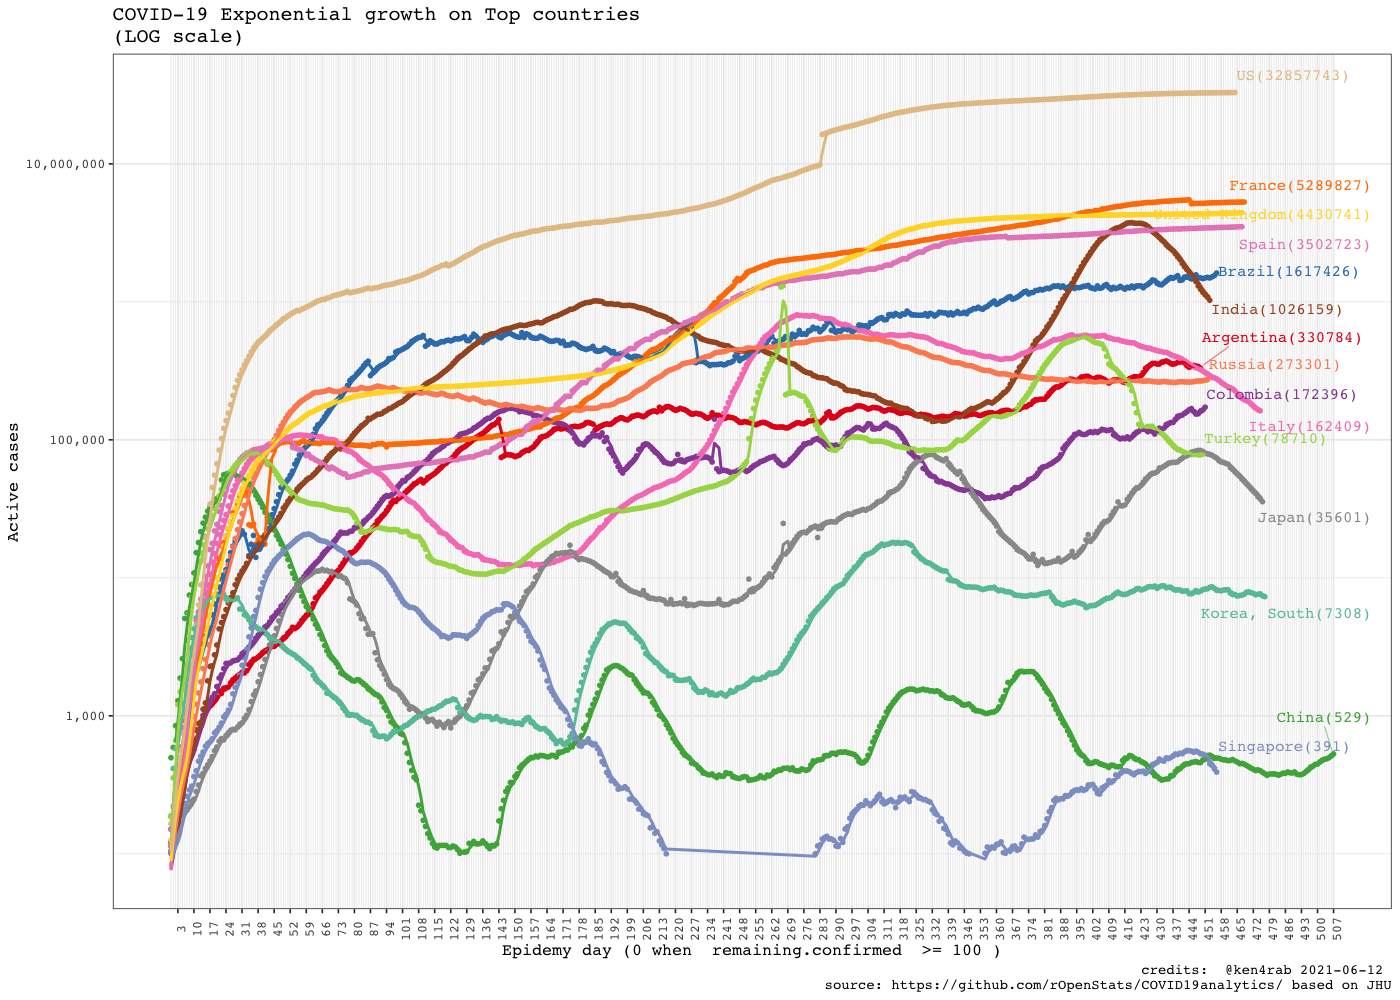 COVID-19 Exponential growth on Top countries
(LOG scale)
US(32857743)
10,000,000
France(5289827)
United Kingdom(4430741)
Spain(3502723)
Brazil(1617426)
India(1026159)
Argentina(330784)
Russia(273301)
Colombia(172396)
Italy(162409)
100,000
Turkey(78710)
Active cases
Japan(35601)
Korea, South(7308)
1,000
China(529)
Singapore(391)
3 10 17 24 31 38 45 52 59 66 73 80 87 94 101 108 115 122 129 136 143 150 157 164 171 178 185 192 199 206 213 220 227 234 241 248 255 262 269 276 283 290 297 304 311 318 325 332 339 346 353 360 367 374 381 388 395 402 409 416 423 430 437 444 451 458 465 472 479 486 493 500 507
Epidemy day (0 when  remaining.confirmed  >= 100 )
credits:  @ken4rab 2021-06-12
source: https://github.com/rOpenStats/COVID19analytics/ based on JHU